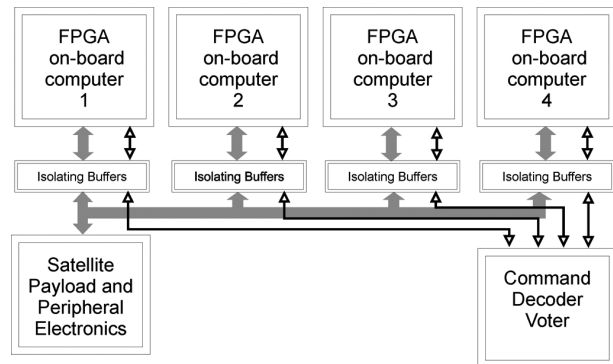 FPGA
on-board
computer
1
FPGA
on-board
computer
2
FPGA
on-board
computer
3
FPGA
on-board
computer
4
Isolating Buffers
Isolating Buffers
Isolating Buffers
Isolating Buffers
Satellite
Payload and
Peripheral
Electronics
Command
Decoder
Voter